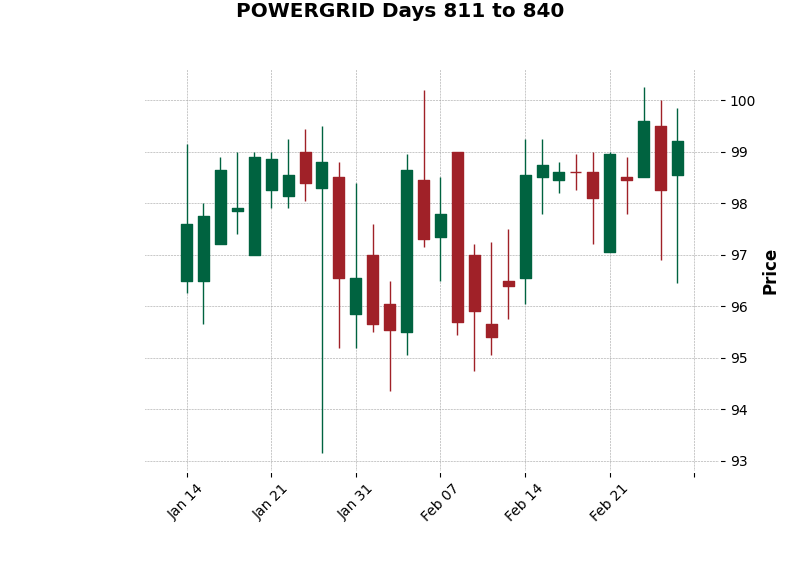 POWERGRID Days 811 to 840
100
99
98
97
96
95
94
93
Price
Jan 14
Jan 21
Jan 31
Feb 07
Feb 14
Feb 21